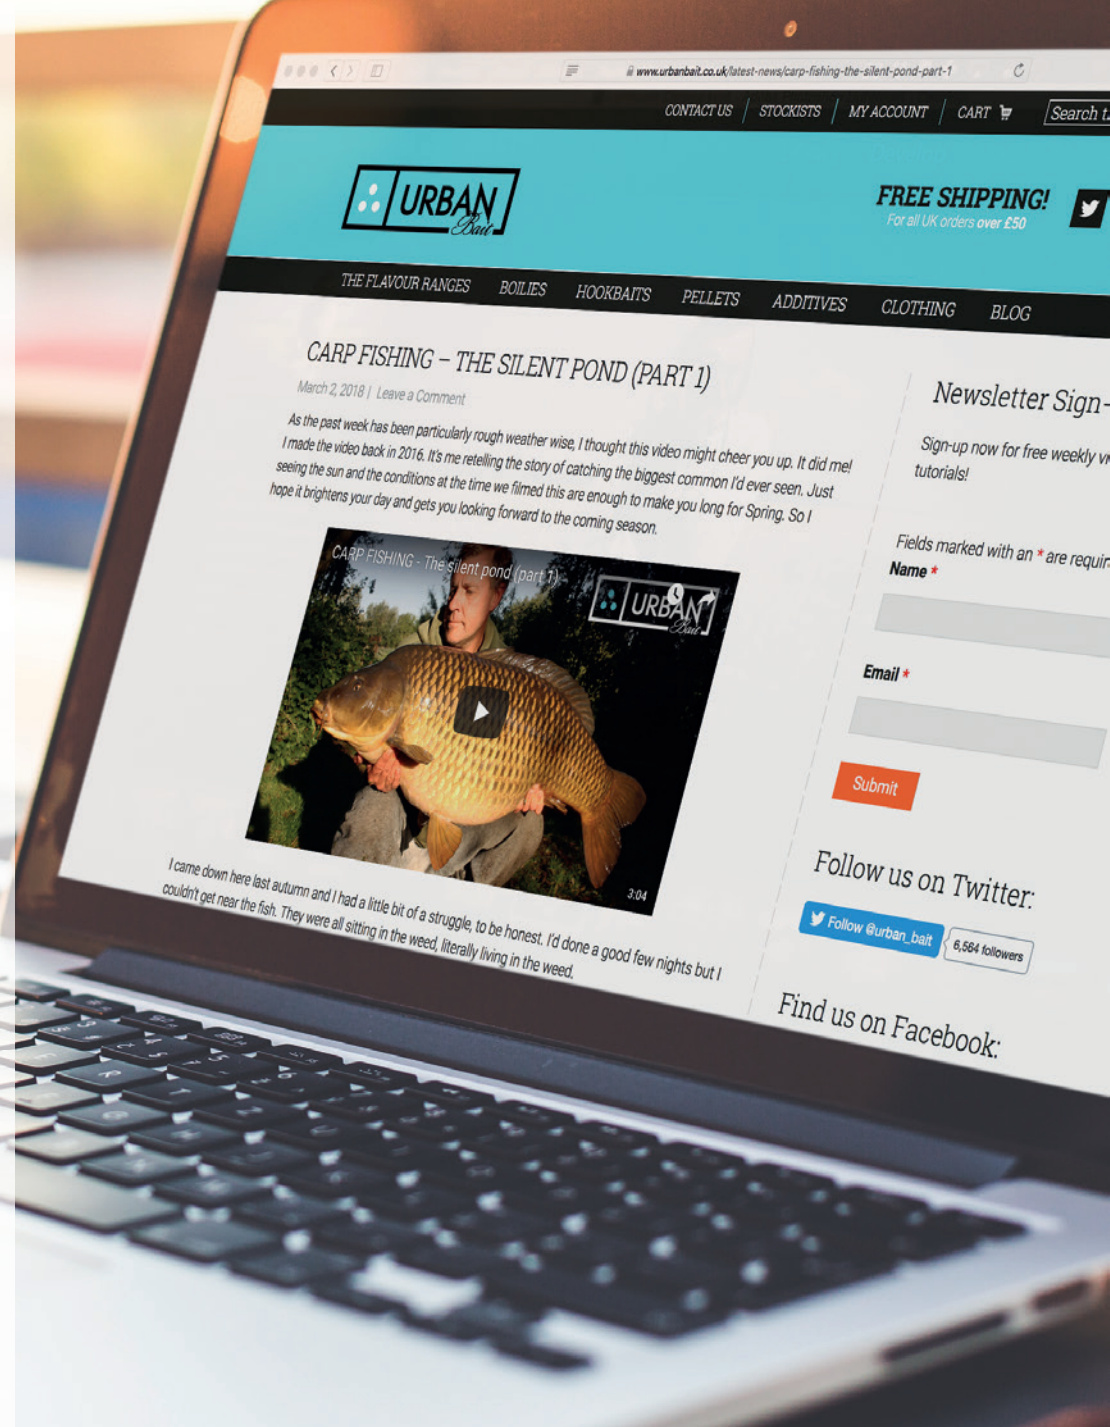 www.urbanbait.co.uk/latest-news/carp-fishing-the-silent-pond-part-1
CONTACT US
STOCKISTS
MY ACCOUNT
CART
Search t
URBAN
Bait
FREE SHIPPING!
For all UK orders over £50
THE FLAVOUR RANGES
BOILIES
HOOKBAITS
PELLETS
ADDITIVES
CLOTHING
BLOG
CARP FISHING – THE SILENT POND (PART 1)
March 2, 2018 | Leave a Comment
As the past week has been particularly rough weather wise, I thought this video might cheer you up. It did me!
I made the video back in 2016. It's me retelling the story of catching the biggest common I'd ever seen. Just
seeing the sun and the conditions at the time we filmed this are enough to make you long for Spring. So I
hope it brightens your day and gets you looking forward to the coming season.
CARP FISHING - The silent pond (part 1)
URBAN
Bait
3:04
I came down here last autumn and I had a little bit of a struggle, to be honest. I'd done a good few nights but I
couldn't get near the fish. They were all sitting in the weed, literally living in the weed.
Newsletter Sign-
Sign-up now for free weekly vi
tutorials!
Fields marked with an * are requir
Name *
Email *
Submit
Follow us on Twitter:
Follow @urban_bait
6,564 followers
Find us on Facebook: